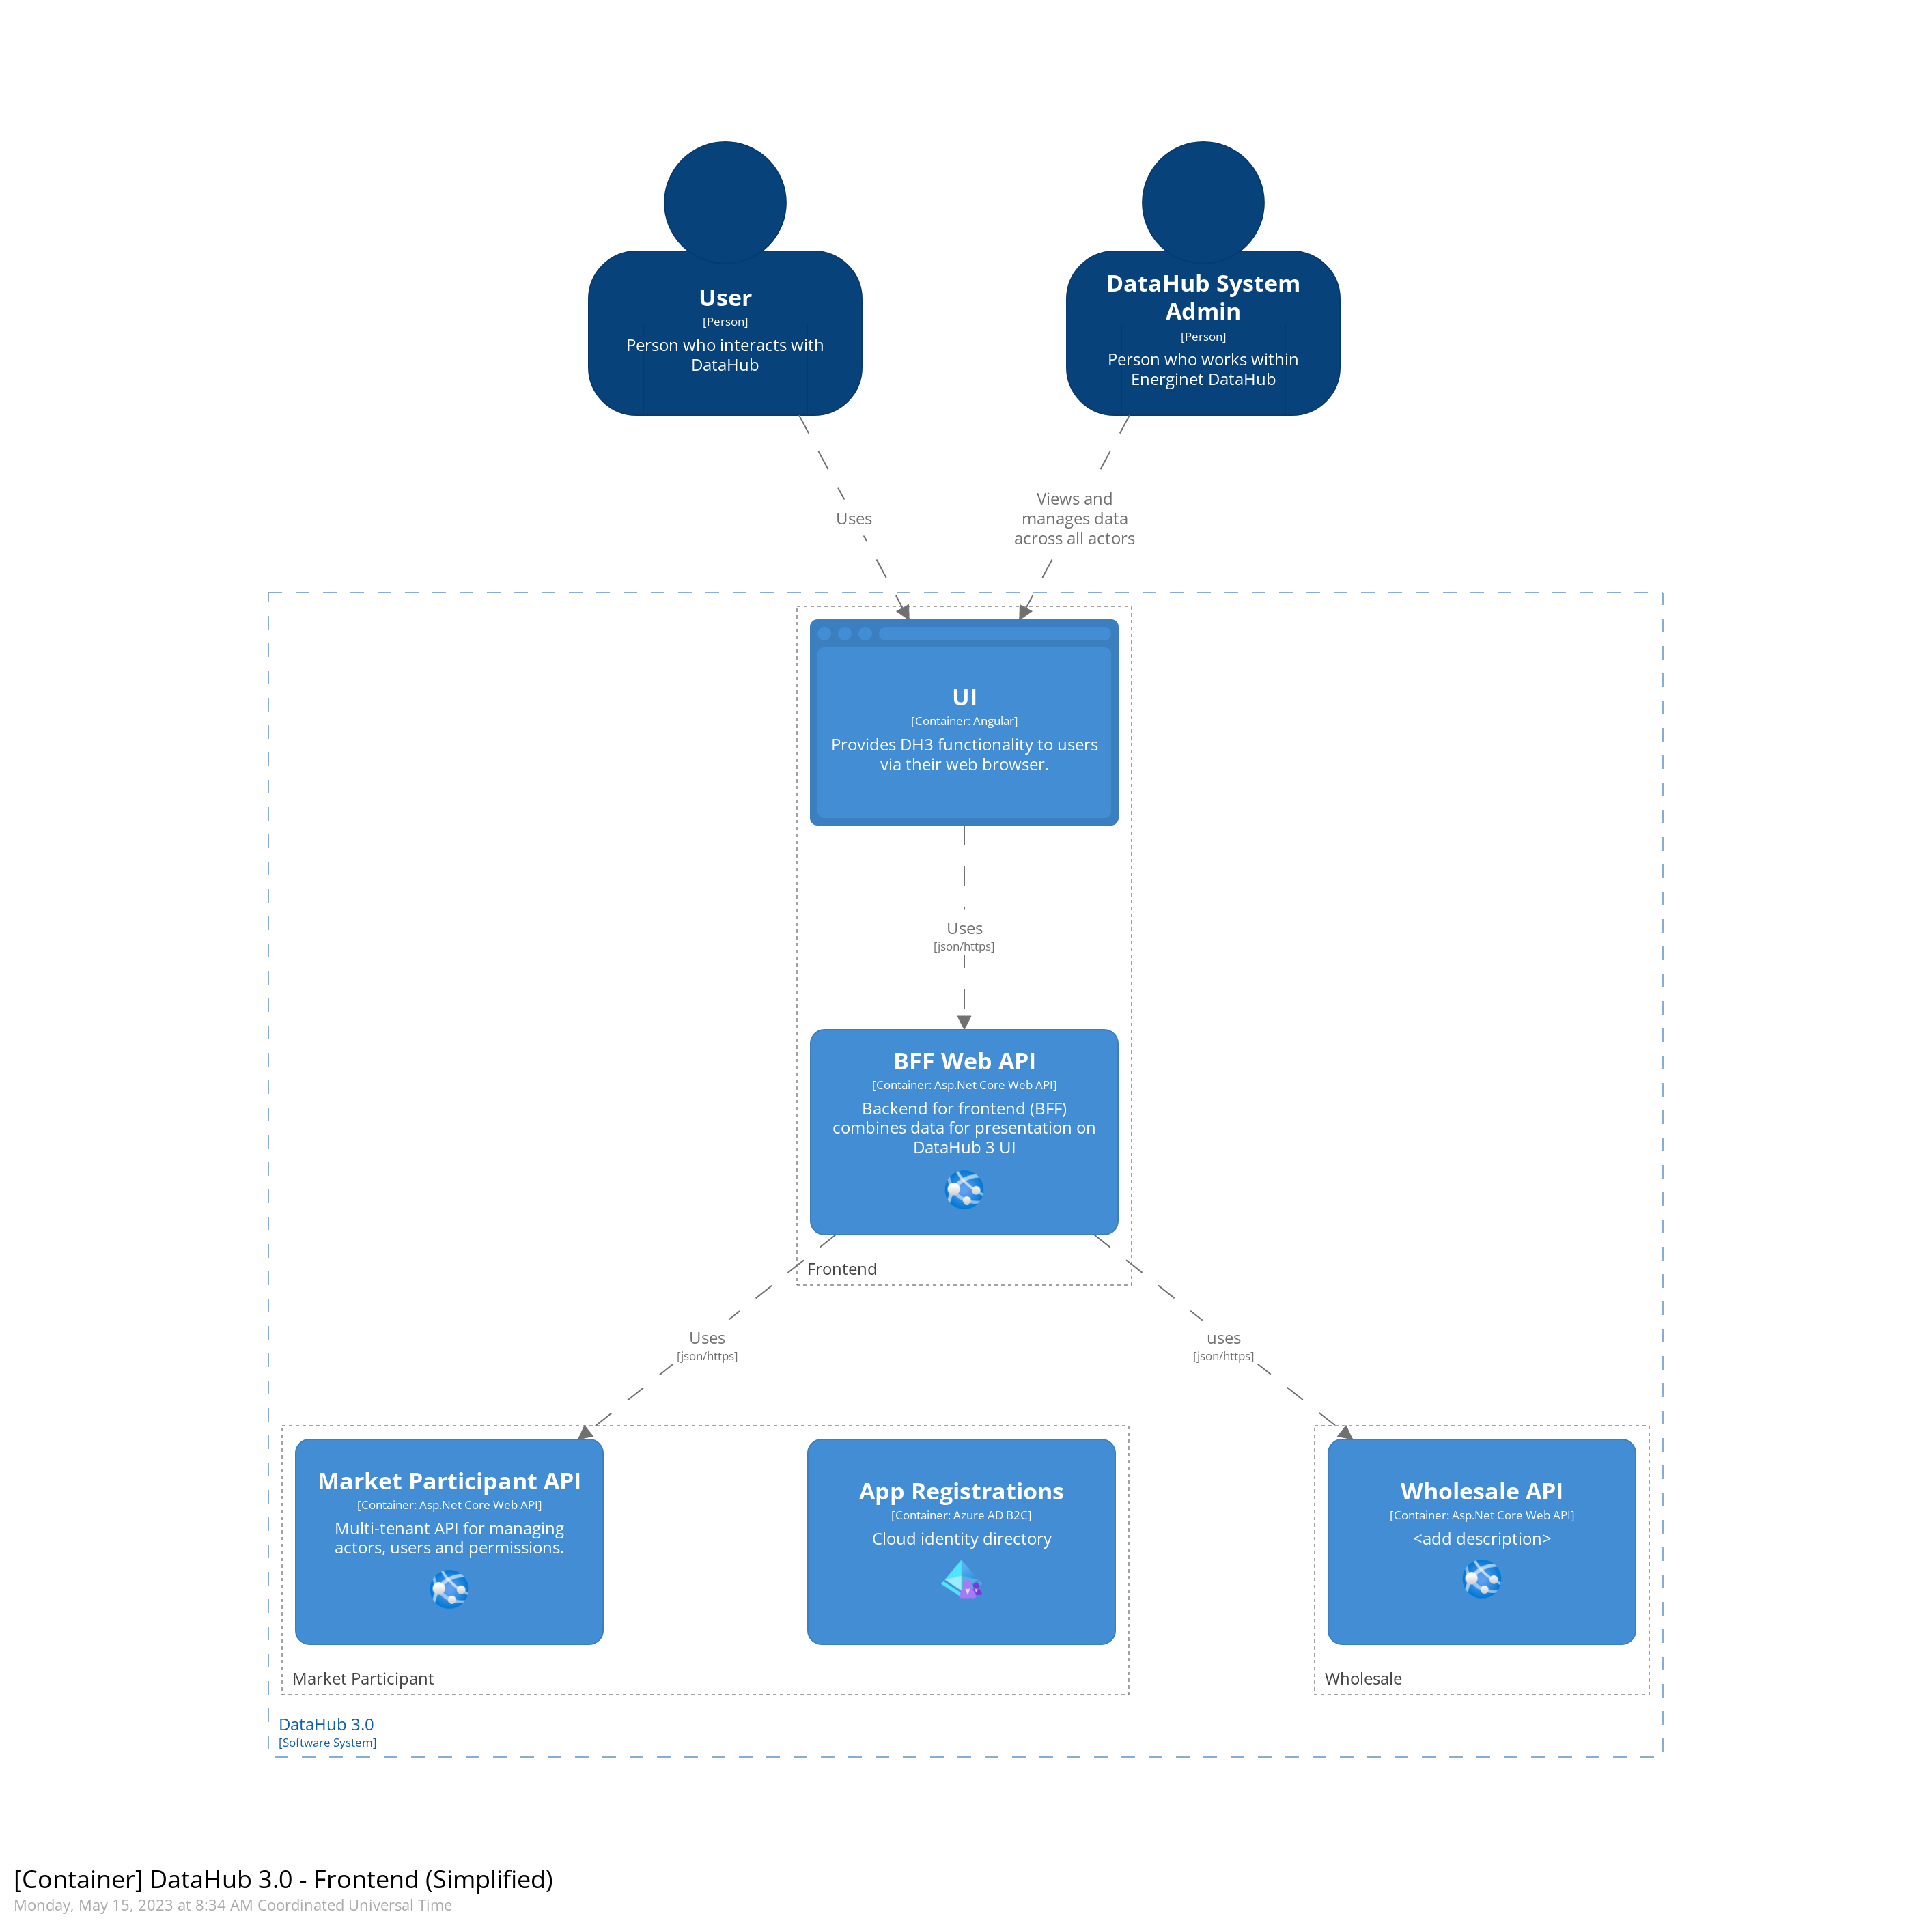 User
[Person]
Person who interacts with
DataHub
DataHub System
Admin
[Person]
Person who works within
Energinet DataHub
Uses
Views and
manages data
across all actors
UI
[Container: Angular]
Provides DH3 functionality to users
via their web browser.
Uses
[json/https]
BFF Web API
[Container: Asp.Net Core Web API]
Backend for frontend (BFF)
combines data for presentation on
DataHub 3 UI
Frontend
Uses
[json/https]
uses
[json/https]
Market Participant API
[Container: Asp.Net Core Web API]
Multi-tenant API for managing
actors, users and permissions.
App Registrations
[Container: Azure AD B2C]
Cloud identity directory
Wholesale API
[Container: Asp.Net Core Web API]
<add description>
Market Participant
Wholesale
DataHub 3.0
[Software System]
[Container] DataHub 3.0 - Frontend (Simplified)
Monday, May 15, 2023 at 8:34 AM Coordinated Universal Time